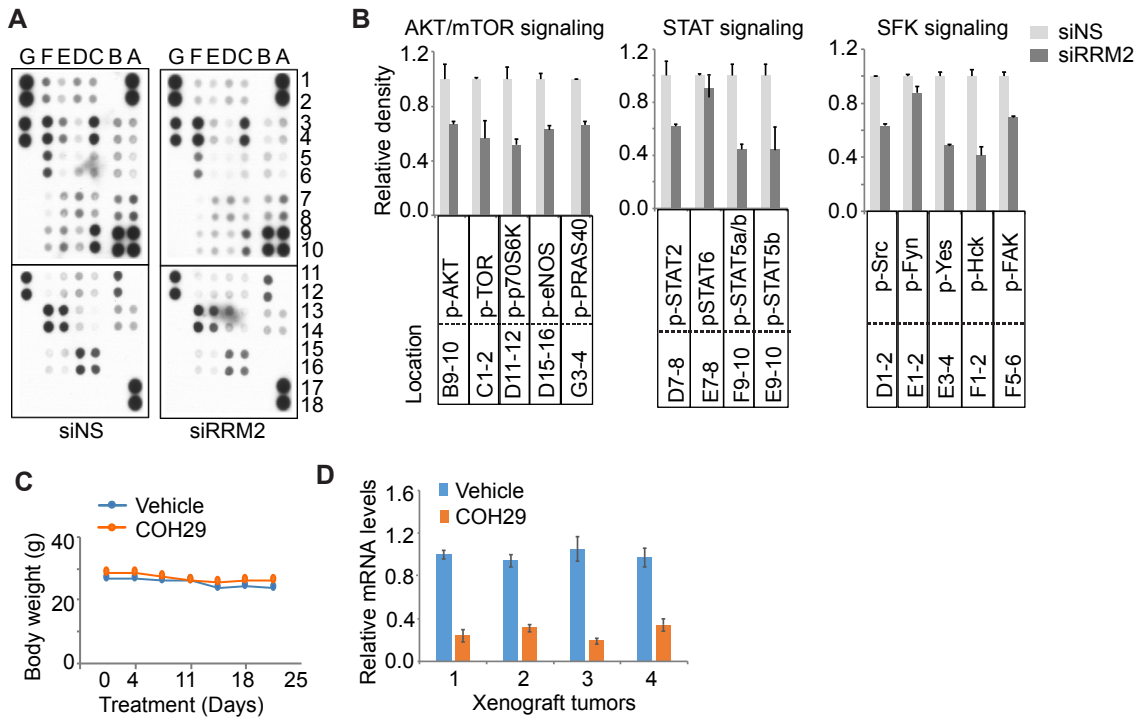 A
G F E D C B A
G F E D C B A
1
2
3
4
5
6
7
8
9
10
11
12
13
14
15
16
17
18
siNS
siRRM2
B
AKT/mTOR signaling
STAT signaling
SFK signaling
siNS
siRRM2
Relative density
1.2
0.8
0.4
0.0
p-AKT
p-TOR
p-p70S6K
p-eNOS
p-PRAS40
Location
B9-10
C1-2
D11-12
D15-16
G3-4
1.2
0.8
0.4
0.0
p-STAT2
pSTAT6
p-STAT5a/b
p-STAT5b
D7-8
E7-8
F9-10
E9-10
1.2
0.8
0.4
0.0
p-Src
p-Fyn
p-Yes
p-Hck
p-FAK
D1-2
E1-2
E3-4
F1-2
F5-6
C
Vehicle
COH29
Body weight (g)
40
20
0
0 4 11 18 25
Treatment (Days)
D
Vehicle
COH29
Relative mRNA levels
1.6
1.2
0.8
0.4
0.0
1 2 3 4
Xenograft tumors